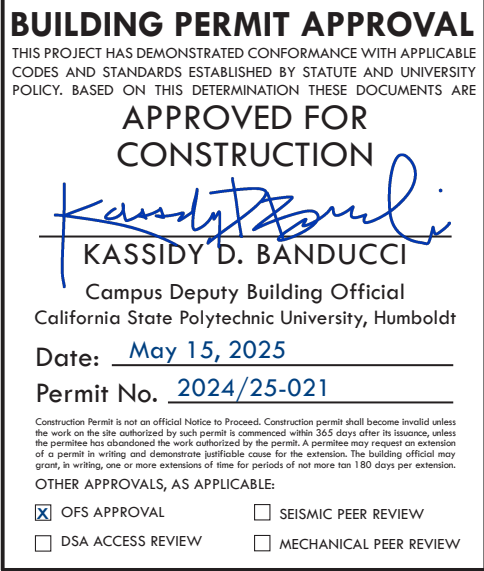 BUILDING PERMIT APPROVAL
THIS PROJECT HAS DEMONSTRATED CONFORMANCE WITH APPLICABLE
CODES AND STANDARDS ESTABLISHED BY STATUTE AND UNIVERSITY
POLICY. BASED ON THIS DETERMINATION THESE DOCUMENTS ARE
APPROVED FOR
CONSTRUCTION
KASSIDY D. BANDUCCI
Campus Deputy Building Official
California State Polytechnic University, Humboldt
Date: May 15, 2025
Permit No. 2024/25-021
Construction Permit is not an official Notice to Proceed. Construction permit shall become invalid unless
the work on the site authorized by such permit is commenced within 365 days after its issuance, unless
the permitee has abandoned the work authorized by the permit. A permitee may request an extension
of a permit in writing and demonstrate justifiable cause for the extension. The building official may
grant, in writing, one or more extensions of time for periods of not more tan 180 days per extension.
OTHER APPROVALS, AS APPLICABLE:
X OFS APPROVAL
SEISMIC PEER REVIEW
DSA ACCESS REVIEW
MECHANICAL PEER REVIEW